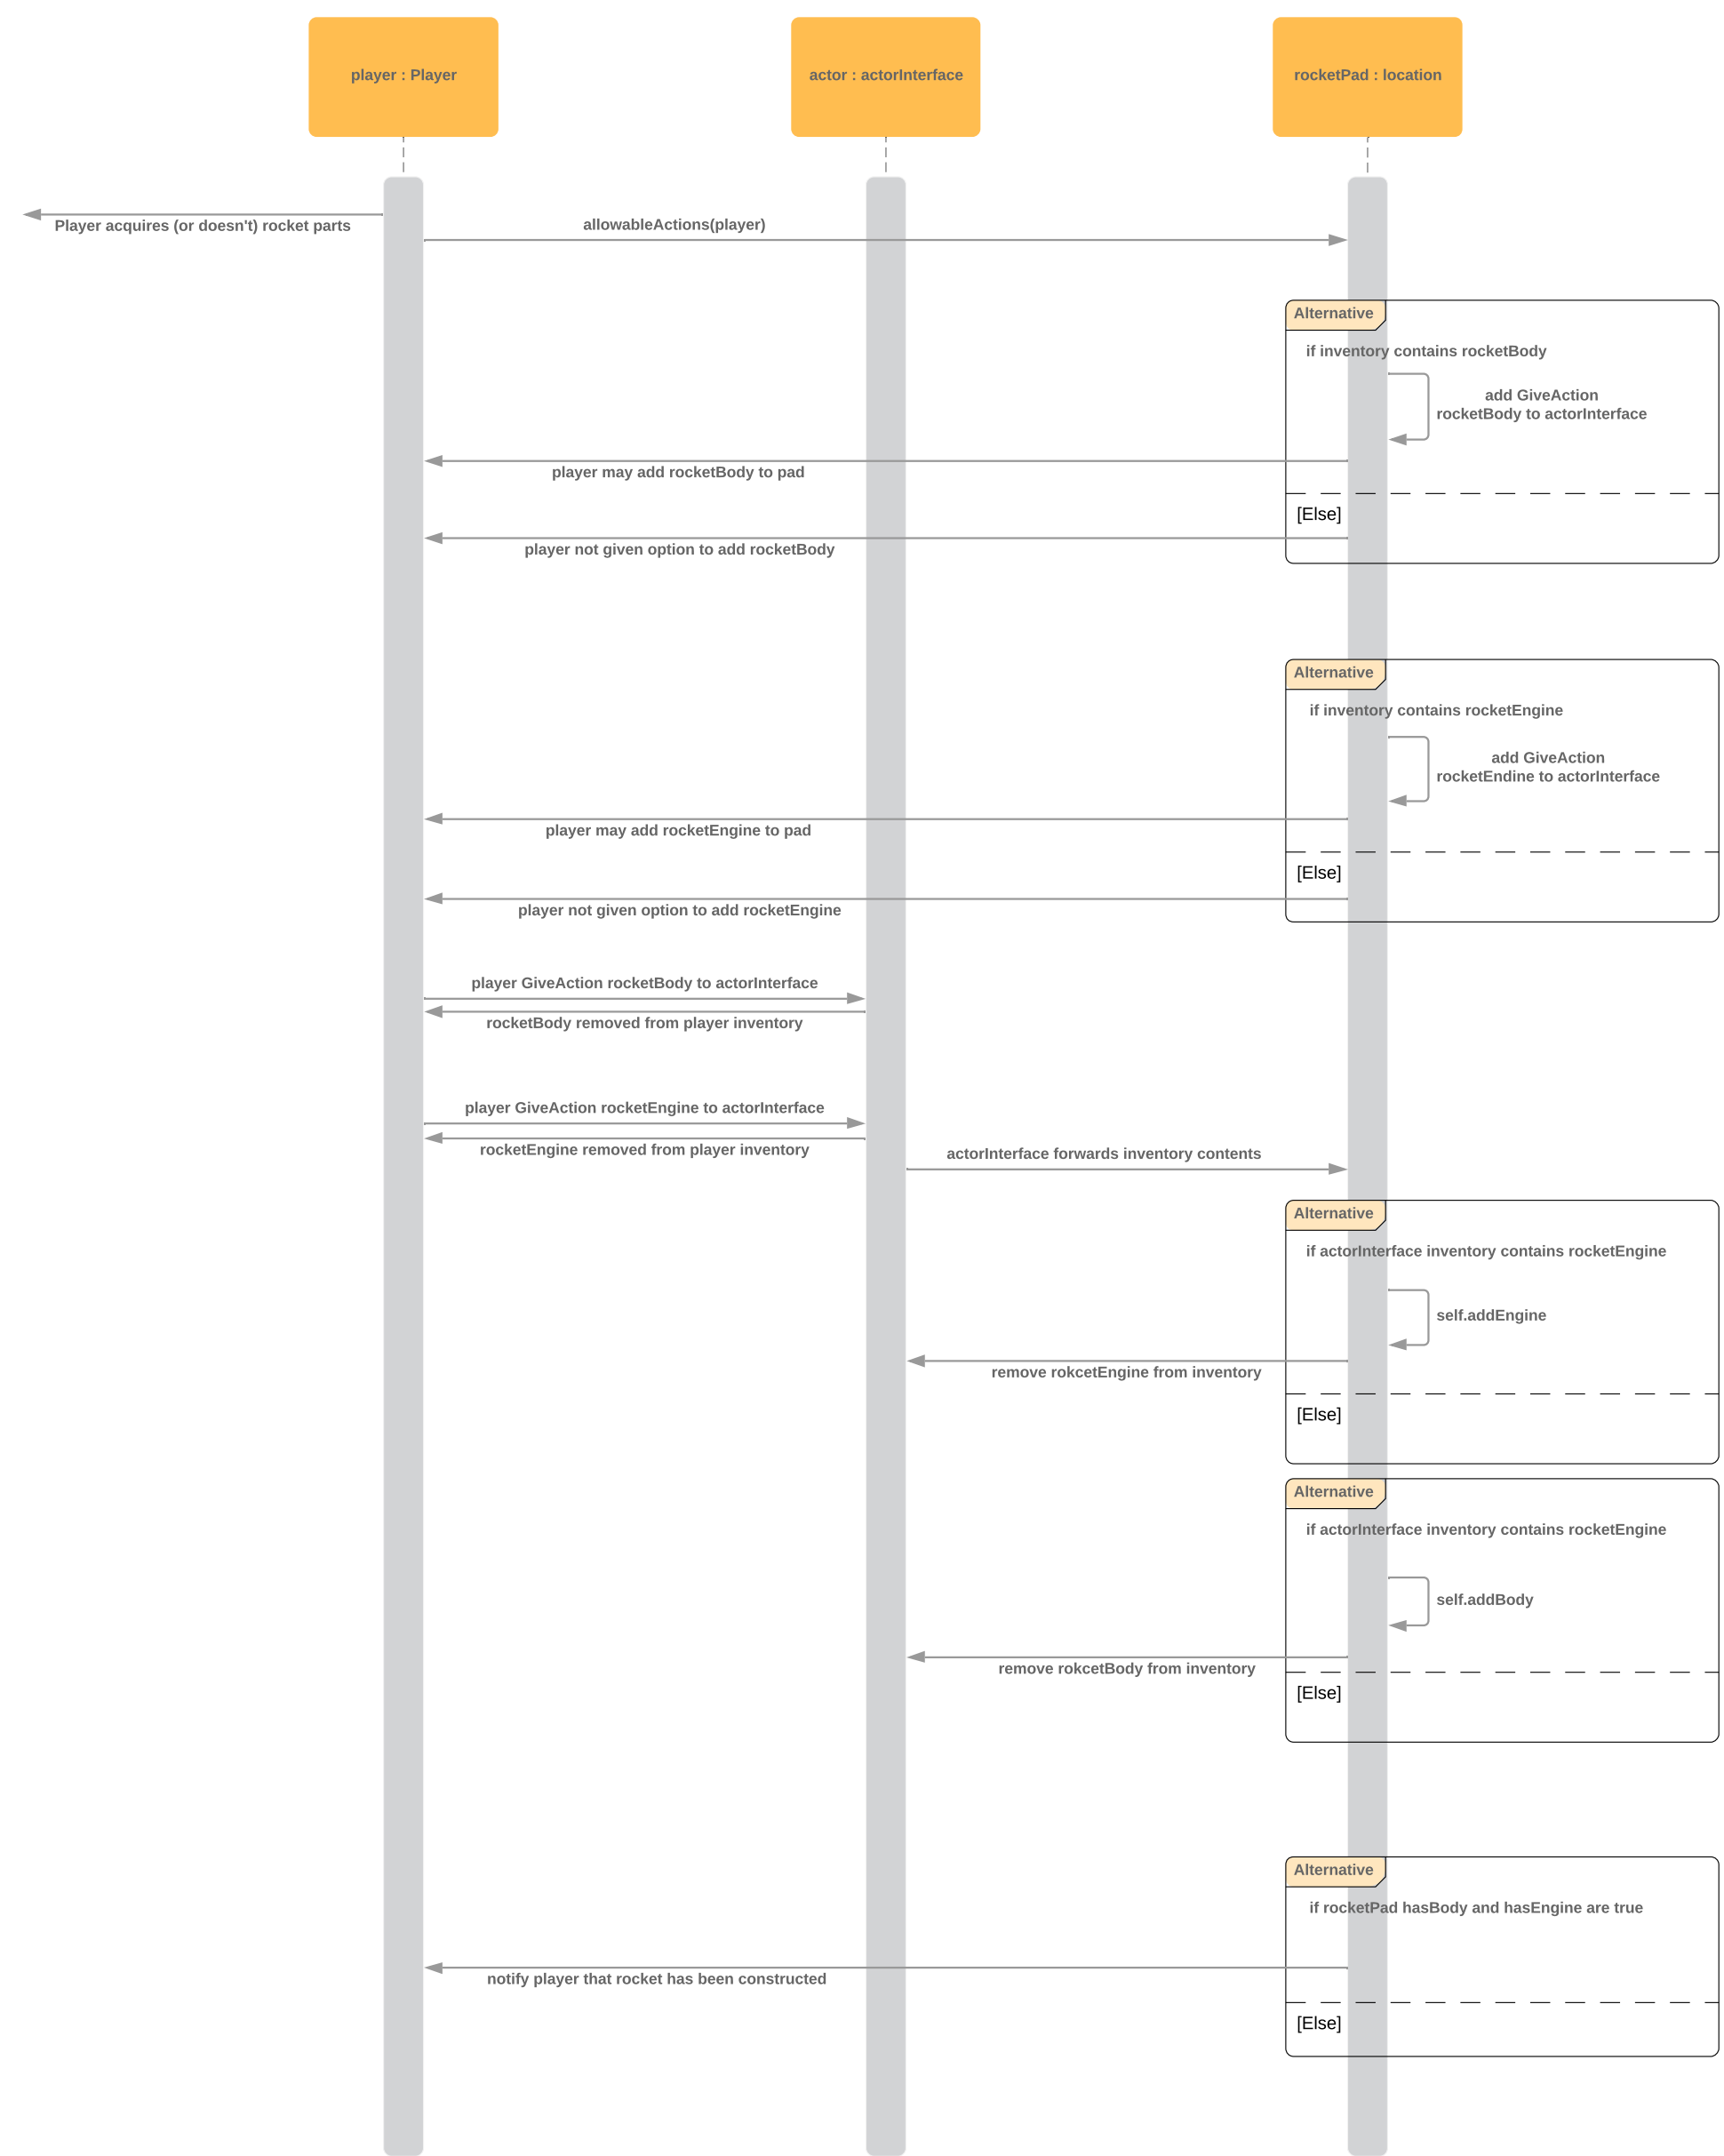 player : Player
actor : actorInterface
rocketPad : location
Player acquires (or doesn't) rocket parts
allowableActions(player)
Alternative
if inventory contains rocketBody
add GiveAction
rocketBody to actorInterface
player may add rocketBody to pad
[Else]
player not given option to add rocketBody
Alternative
if inventory contains rocketEngine
add GiveAction
rocketEndine to actorInterface
player may add rocketEngine to pad
[Else]
player not given option to add rocketEngine
player GiveAction rocketBody to actorInterface
rocketBody removed from player inventory
player GiveAction rocketEngine to actorInterface
rocketEngine removed from player inventory
actorInterface forwards inventory contents
Alternative
if actorInterface inventory contains rocketEngine
self.addEngine
remove rokcetEngine from inventory
[Else]
Alternative
if actorInterface inventory contains rocketEngine
self.addBody
remove rokcetBody from inventory
[Else]
Alternative
if rocketPad hasBody and hasEngine are true
notify player that rocket has been constructed
[Else]